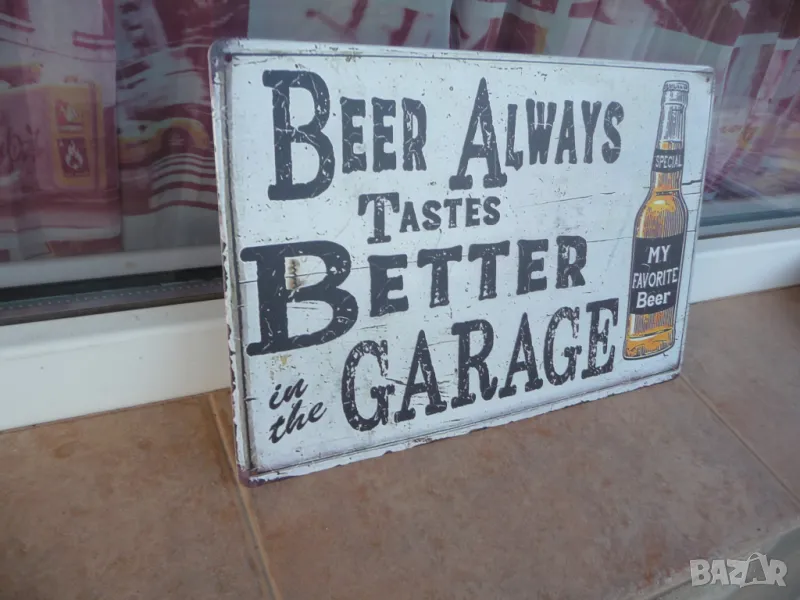 BEER ALWAYS
TASTES
BETTER
in the GARAGE
SPECIAL
MY
FAVORITE
Beer
BAZAR